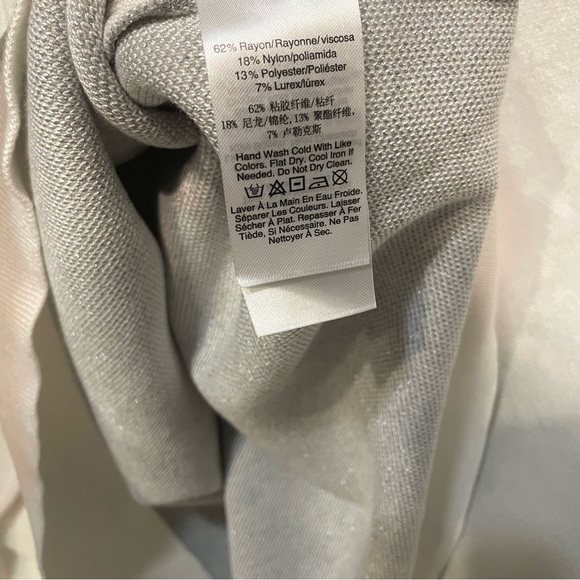 62% Rayon/Rayonne/viscosa
18% Nylon/poliamida
13% Polyester/Poliéster
7% Lurex/lúrex
62% 粘胶纤维/粘纤
18% 尼龙/锦纶,13% 聚酯纤维,
7% 卢勒克斯
Hand Wash Cold With Like
Colors. Flat Dry. Cool Iron If
Needed. Do Not Dry Clean.
Laver À La Main En Eau Froide.
Séparer Les Couleurs. Laisser
Sécher À Plat. Repasser À Fer
Tiède, Si Nécessaire. Ne Pas
Nettoyer À Sec.